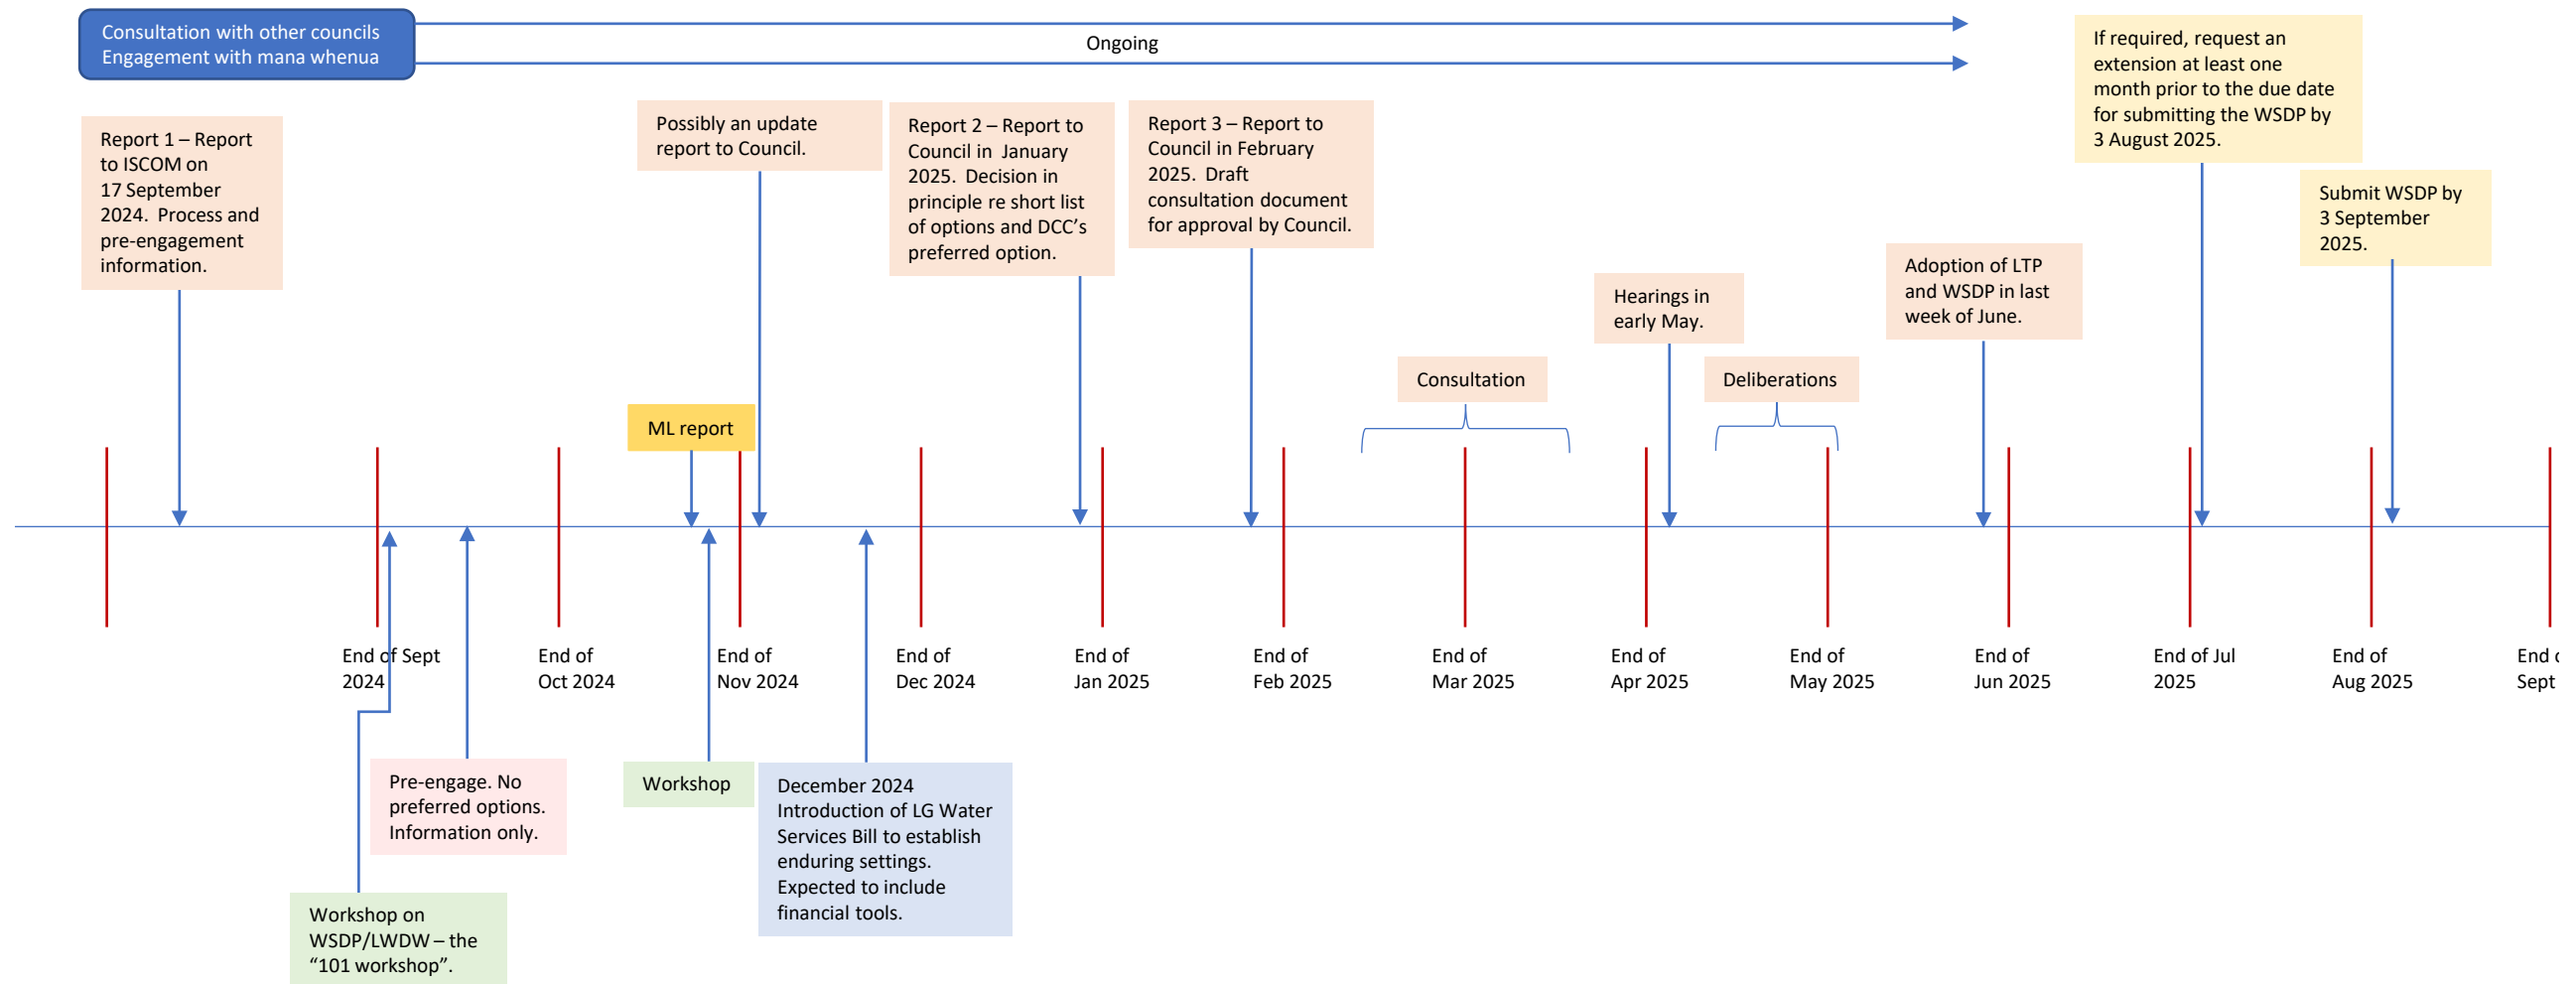 Consultation with other councils
Engagement with mana whenua
Ongoing
If required, request an
extension at least one
month prior to the due date
for submitting the WSDP by
3 August 2025.
Report 1 – Report
to ISCOM on
17 September
2024.  Process and
pre-engagement
information.
Possibly an update
report to Council.
Report 2 – Report to
Council in  January
2025.  Decision in
principle re short list
of options and DCC’s
preferred option.
Report 3 – Report to
Council in February
2025.  Draft
consultation document
for approval by Council.
Submit WSDP by
3 September
2025.
Adoption of LTP
and WSDP in last
week of June.
Hearings in
early May.
Consultation
Deliberations
ML report
End of Sept
2024
End of
Oct 2024
End of
Nov 2024
End of
Dec 2024
End of
Jan 2025
End of
Feb 2025
End of
Mar 2025
End of
Apr 2025
End of
May 2025
End of
Jun 2025
End of Jul
2025
End of
Aug 2025
End
Sept
Pre-engage. No
preferred options.
Information only.
Workshop
December 2024
Introduction of LG Water
Services Bill to establish
enduring settings.
Expected to include
financial tools.
Workshop on
WSDP/LWDW – the
“101 workshop”.